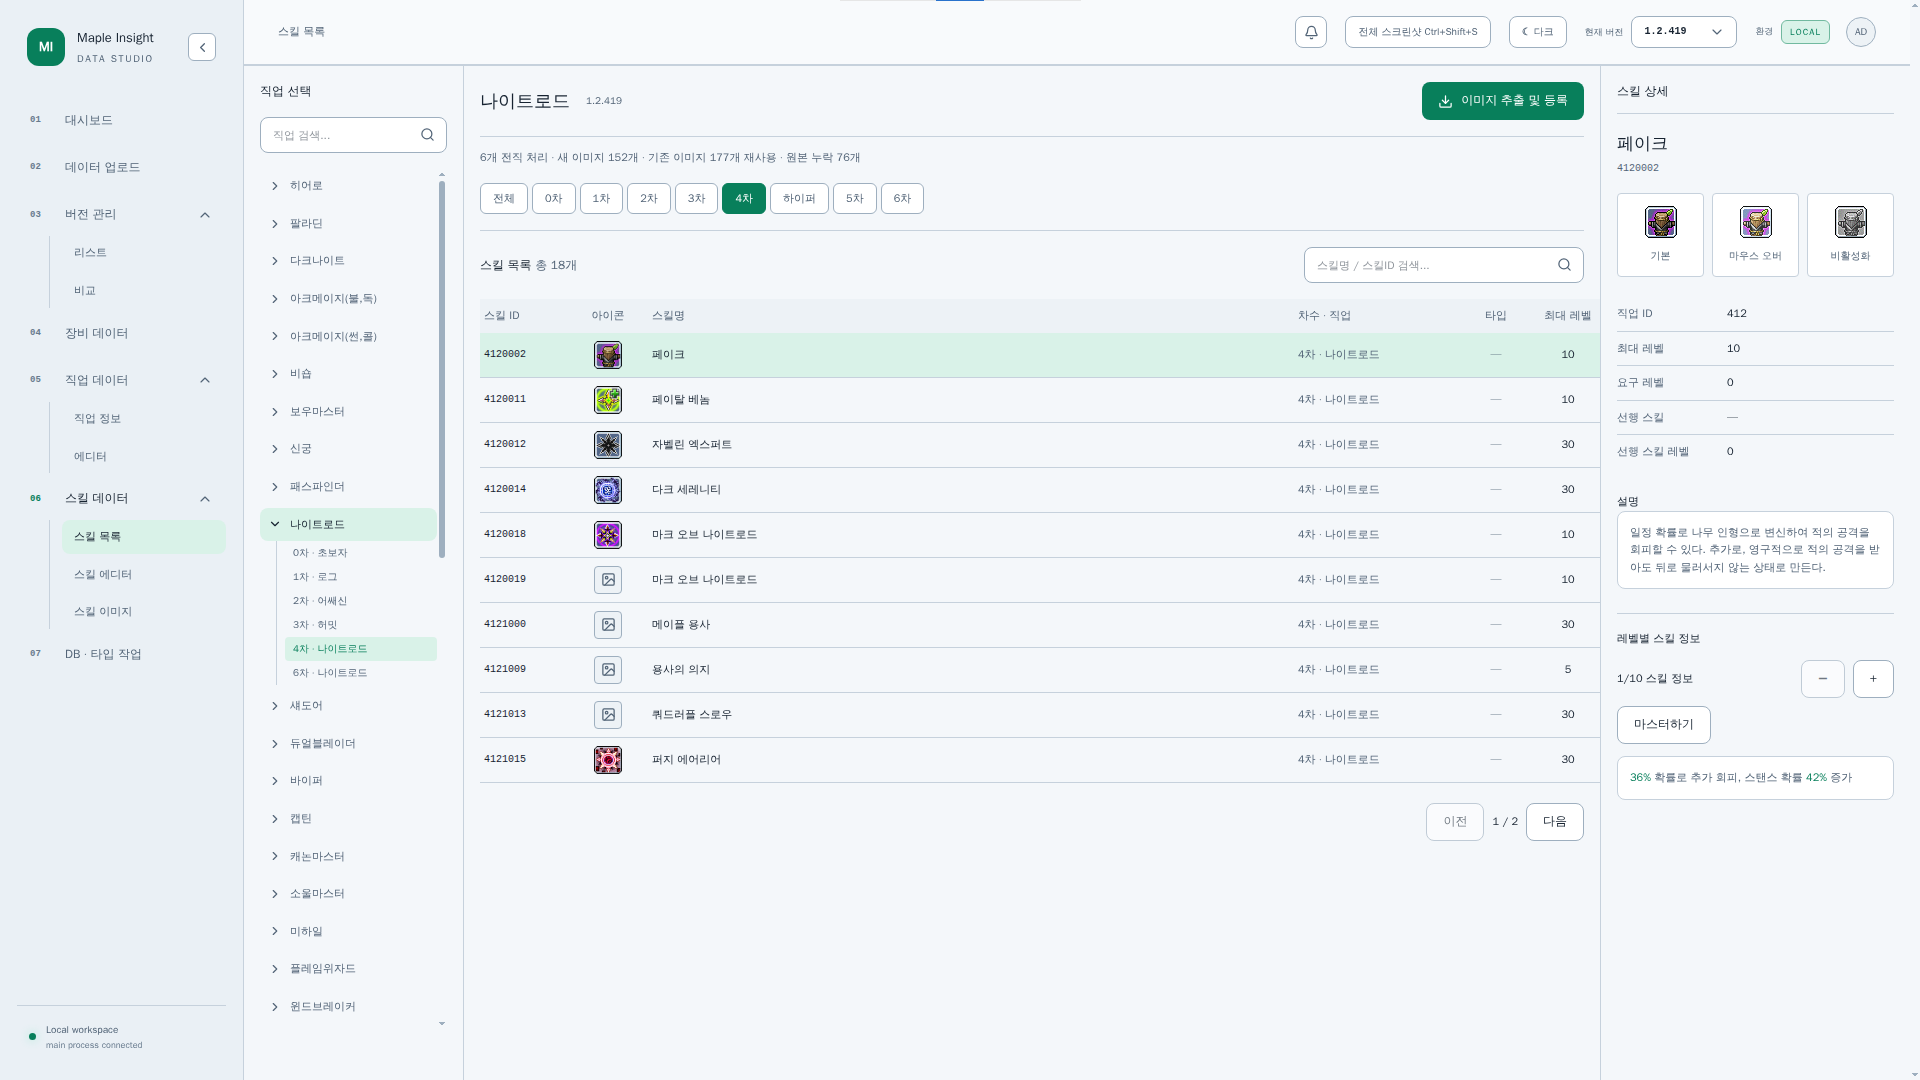 MI
Maple Insight
DATA STUDIO
01 대시보드
02 데이터 업로드
03 버전 관리
리스트
비교
04 장비 데이터
05 직업 데이터
직업 정보
에디터
06 스킬 데이터
스킬 목록
스킬 에디터
스킬 이미지
07 DB · 타입 작업
Local workspace
main process connected
스킬 목록
전체 스크린샷 Ctrl+Shift+S
☾ 다크
현재 버전
1.2.419
환경
LOCAL
AD
직업 선택
직업 검색...
히어로
팔라딘
다크나이트
아크메이지(불,독)
아크메이지(썬,콜)
비숍
보우마스터
신궁
패스파인더
나이트로드
0차 · 초보자
1차 · 로그
2차 · 어쌔신
3차 · 허밋
4차 · 나이트로드
6차 · 나이트로드
섀도어
듀얼블레이더
바이퍼
캡틴
캐논마스터
소울마스터
미하일
플레임위자드
윈드브레이커
나이트로드 1.2.419
이미지 추출 및 등록
6개 전직 처리 · 새 이미지 152개 · 기존 이미지 177개 재사용 · 원본 누락 76개
전체 0차 1차 2차 3차 4차 하이퍼 5차 6차
스킬 목록 총 18개
스킬명 / 스킬ID 검색...
스킬 ID 아이콘 스킬명 차수 · 직업 타입 최대 레벨
4120002 페이크 4차 · 나이트로드 — 10
4120011 페이탈 베놈 4차 · 나이트로드 — 10
4120012 자벨린 엑스퍼트 4차 · 나이트로드 — 30
4120014 다크 세레니티 4차 · 나이트로드 — 30
4120018 마크 오브 나이트로드 4차 · 나이트로드 — 10
4120019 마크 오브 나이트로드 4차 · 나이트로드 — 10
4121000 메이플 용사 4차 · 나이트로드 — 30
4121009 용사의 의지 4차 · 나이트로드 — 5
4121013 쿼드러플 스로우 4차 · 나이트로드 — 30
4121015 퍼지 에어리어 4차 · 나이트로드 — 30
이전 1 / 2 다음
스킬 상세
페이크
4120002
기본 마우스 오버 비활성화
직업 ID 412
최대 레벨 10
요구 레벨 0
선행 스킬 —
선행 스킬 레벨 0
설명
일정 확률로 나무 인형으로 변신하여 적의 공격을
회피할 수 있다. 추가로, 영구적으로 적의 공격을 받
아도 뒤로 물러서지 않는 상태로 만든다.
레벨별 스킬 정보
1/10 스킬 정보 − +
마스터하기
36% 확률로 추가 회피, 스탠스 확률 42% 증가